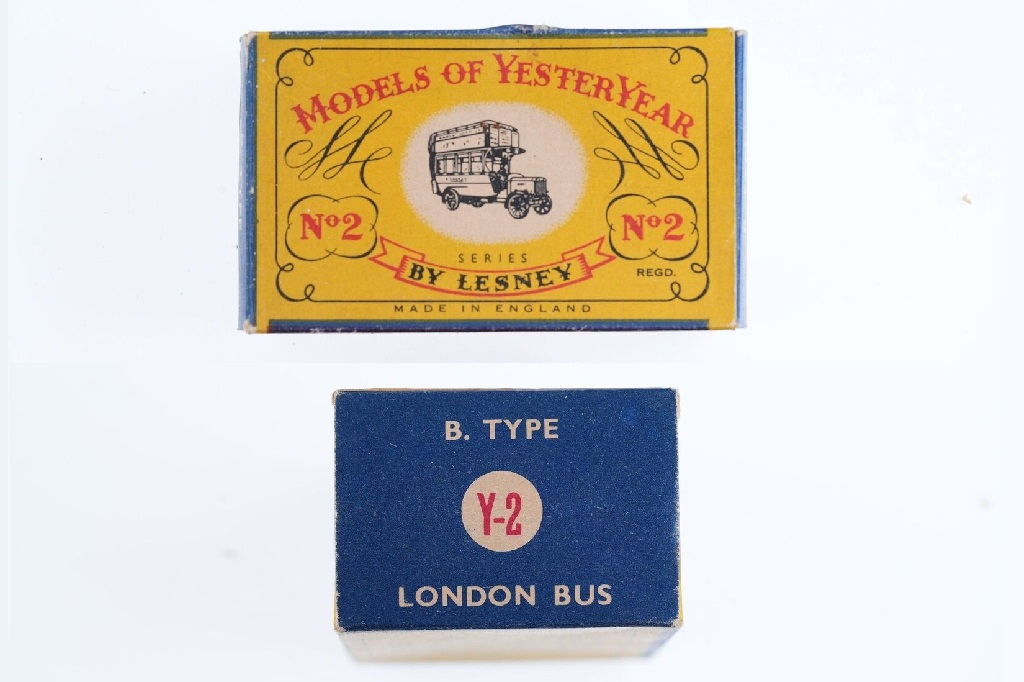 MODELS OF YESTERYEAR
Nº2
Nº2
SERIES
BY LESNEY
REGD.
MADE IN ENGLAND
B. TYPE
Y-2
LONDON BUS